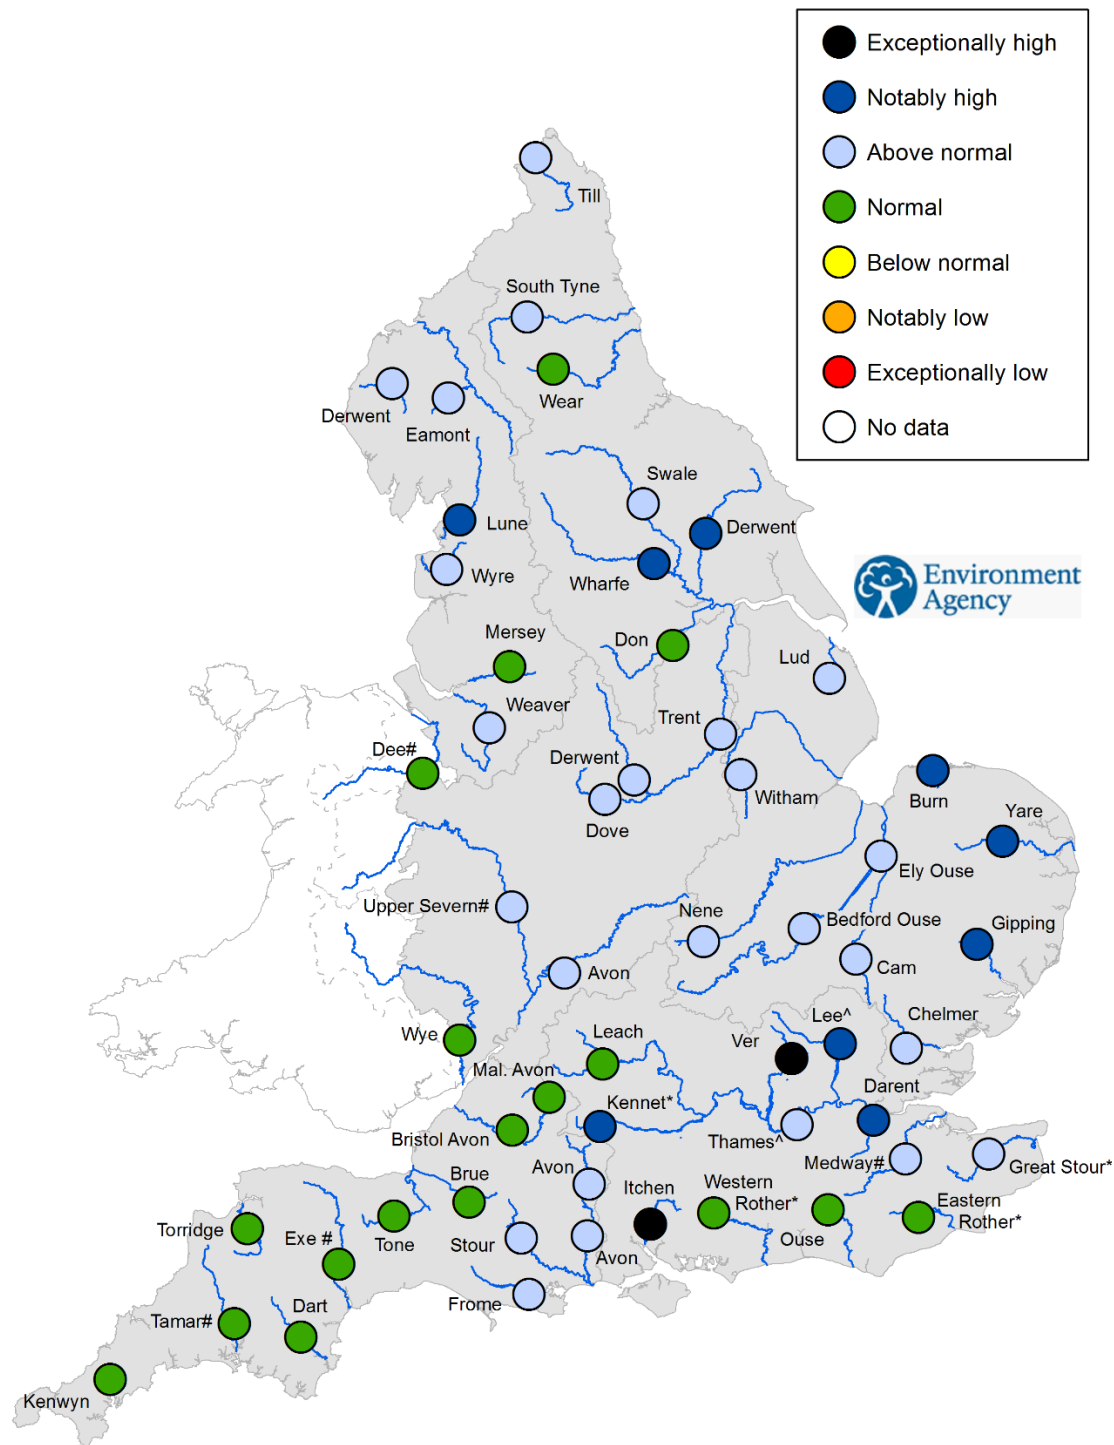 Exceptionally high
Notably high
Above normal
Normal
Below normal
Notably low
Exceptionally low
No data
Till
South Tyne
Wear
Derwent
Eamont
Swale
Lune
Derwent
Wharfe
Wyre
Environment
Agency
Mersey
Don
Lud
Weaver
Trent
Dee#
Derwent
Witham
Burn
Dove
Yare
Ely Ouse
Upper Severn#
Nene
Bedford Ouse
Gipping
Avon
Cam
Wye
Leach
Ver
Lee^
Chelmer
Mal. Avon
Kennet*
Darent
Bristol Avon
Thames^
Medway#
Great Stour*
Brue
Avon
Itchen
Western
Rother*
Eastern
Rother*
Torridge
Exe #
Tone
Stour
Avon
Ouse
Frome
Tamar#
Dart
Kenwyn